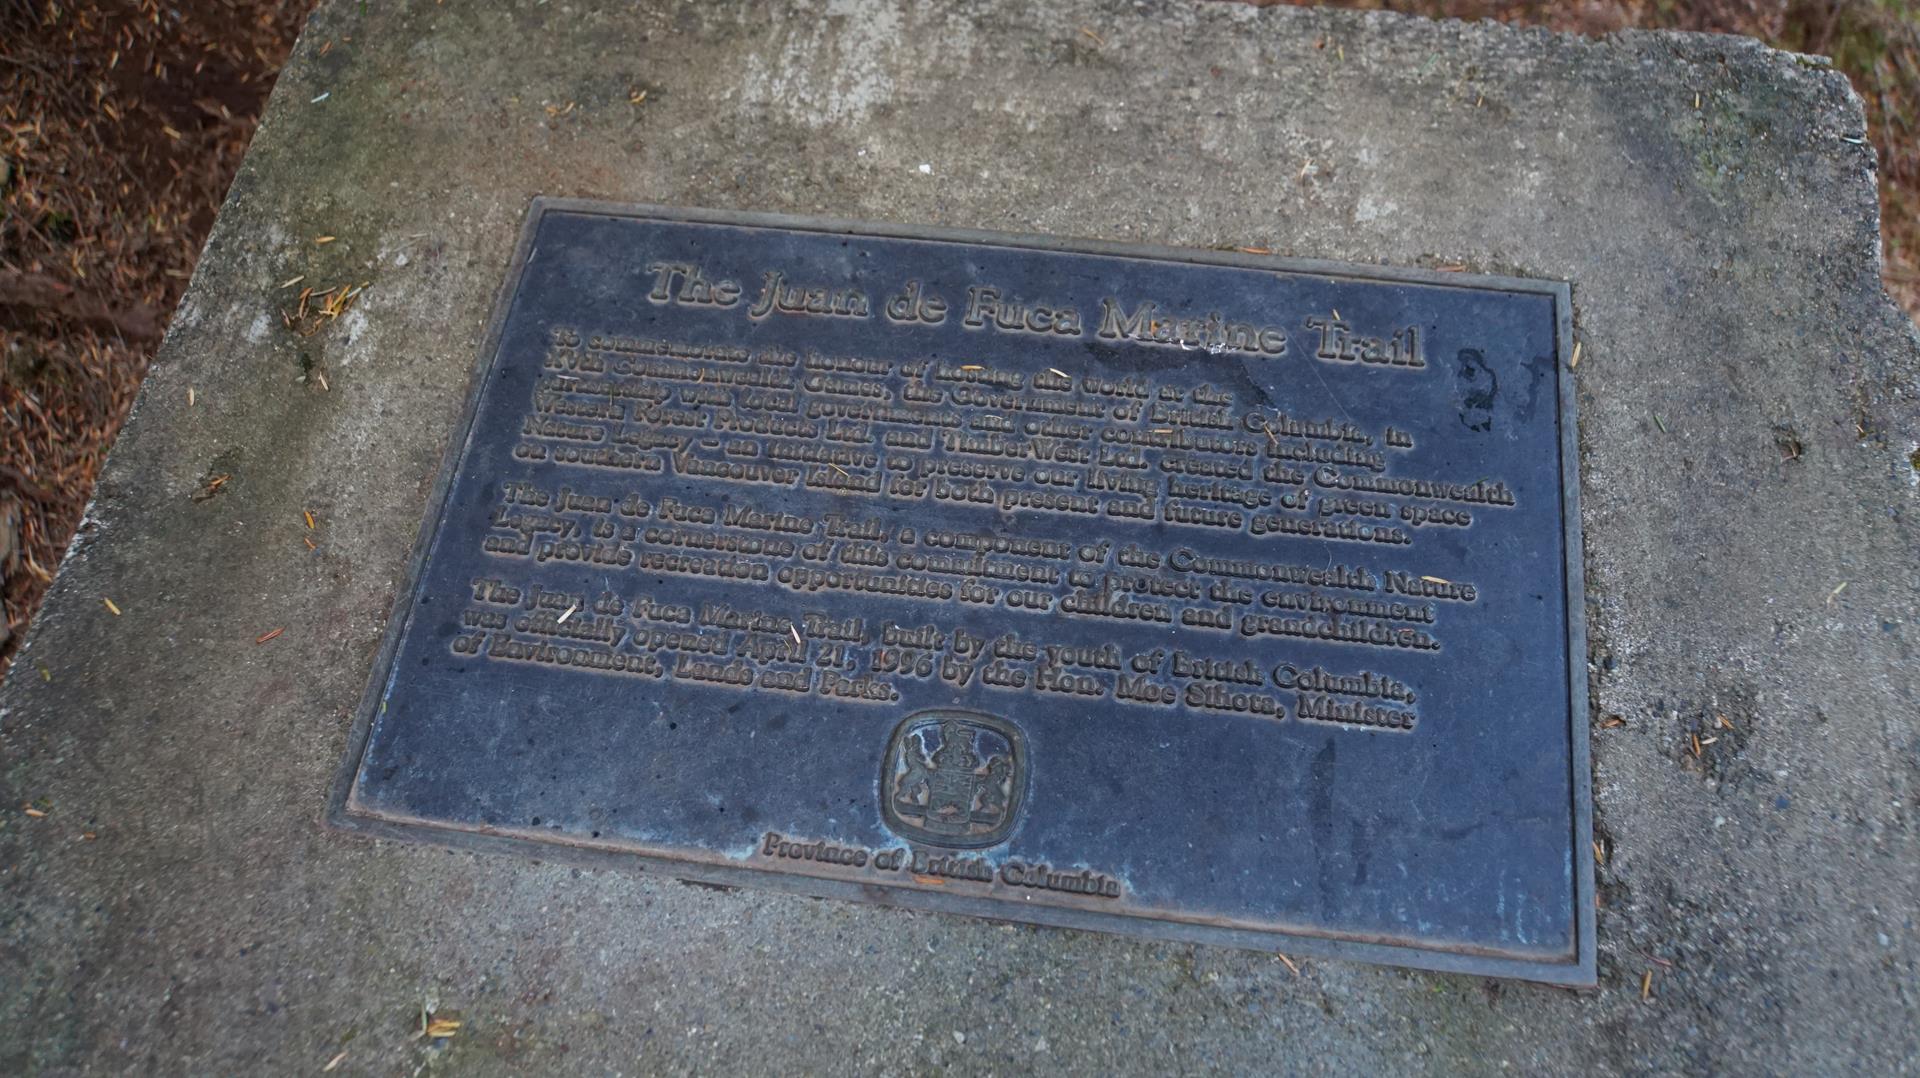 The Juan de Fuca Marine Trail
To commemorate the honour of hosting the world at the
XVth Commonwealth Games, the Government of British Columbia, in
partnership with local governments and other contributors including
Western Forest Products Ltd. and TimberWest Ltd. created the Commonwealth
Nature Legacy – an initiative to preserve our living heritage of green space
on southern Vancouver Island for both present and future generations.
The Juan de Fuca Marine Trail, a component of the Commonwealth Nature
Legacy, is a cornerstone of this commitment to protect the environment
and provide recreation opportunities for our children and grandchildren.
The Juan de Fuca Marine Trail, built by the youth of British Columbia,
was officially opened April 21, 1996 by the Hon. Moe Sihota, Minister
of Environment, Lands and Parks.
Province of British Columbia